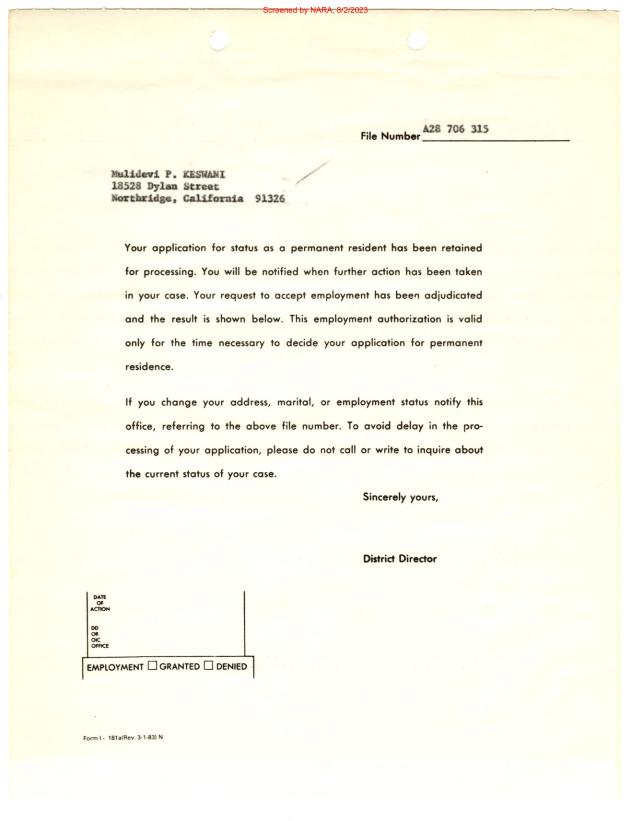 Screened by NARA, 8/2/2023
File Number A28 706 315
Mulidevi P. KESWANI
18528 Dylan Street
Northridge, California 91326
Your application for status as a permanent resident has been retained
for processing. You will be notified when further action has been taken
in your case. Your request to accept employment has been adjudicated
and the result is shown below. This employment authorization is valid
only for the time necessary to decide your application for permanent
residence.
If you change your address, marital, or employment status notify this
office, referring to the above file number. To avoid delay in the pro-
cessing of your application, please do not call or write to inquire about
the current status of your case.
Sincerely yours,
District Director
DATE
OF
ACTION
DD
OR
OIC
OFFICE
EMPLOYMENT ☐ GRANTED ☐ DENIED
Form I - 181a(Rev. 3-1-83) N